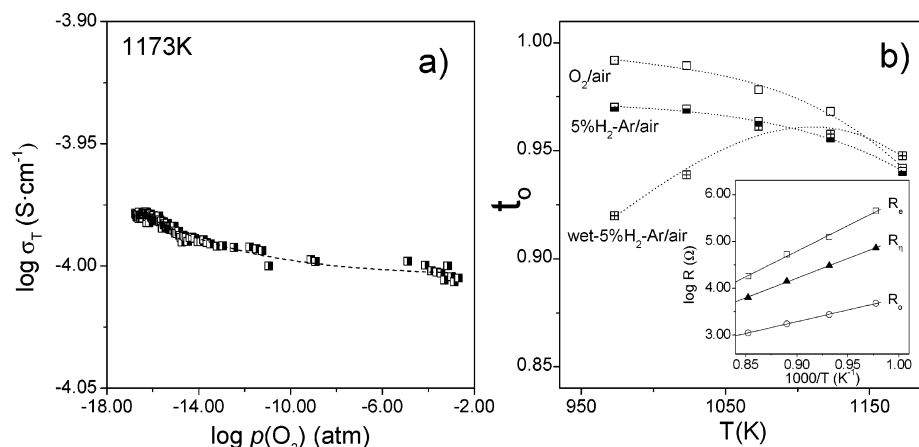 1173K
a)
-3.90
-3.95
-4.00
-4.05
log σT (S·cm-1)
-18.00 -14.00 -10.00 -6.00 -2.00
log p(O2) (atm)
b)
1.00
0.95
0.90
0.85
to
O2/air
5%H2-Ar/air
wet-5%H2-Ar/air
950 1050 1150
T(K)
6.00
5.00
4.00
3.00
log R (Ω)
Re
Rη
Ro
0.85 0.90 0.95 1.00
1000/T (K-1)